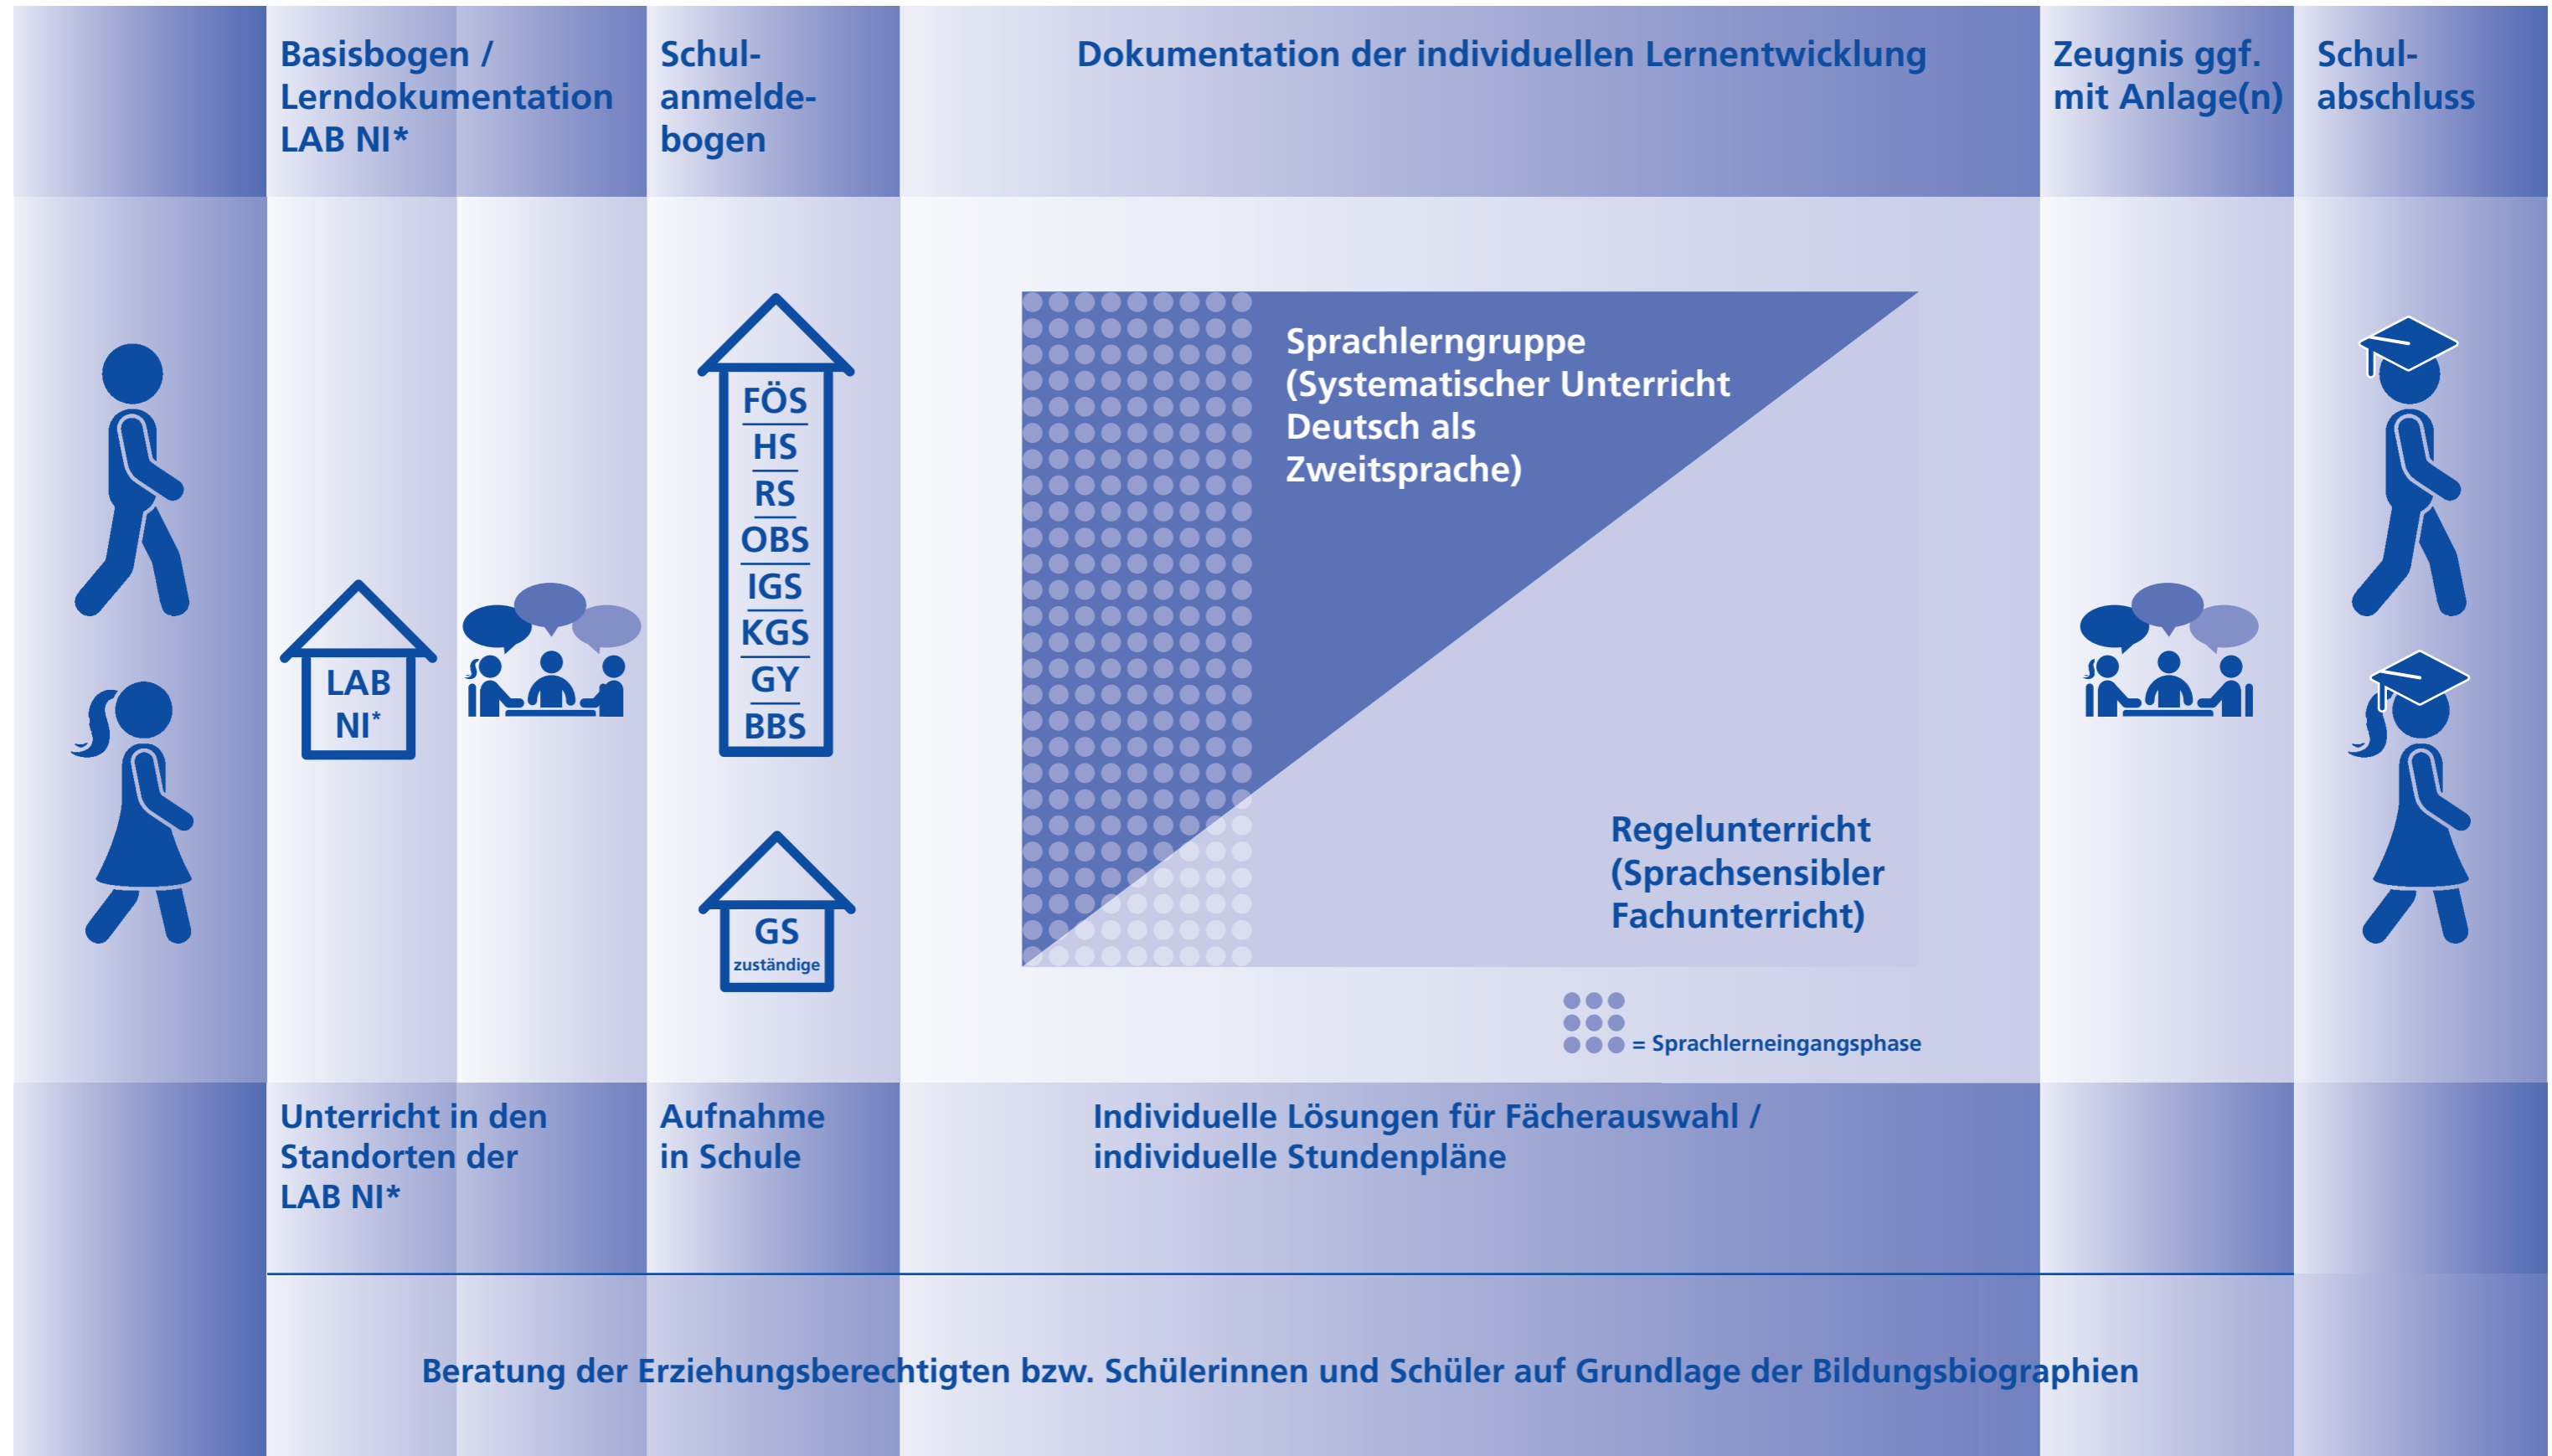 Basisbogen /
Lerndokumentation
LAB NI*
Schul-
anmelde-
bogen
Dokumentation der individuellen Lernentwicklung
Zeugnis ggf.
mit Anlage(n)
Schul-
abschluss
LAB
NI*
FÖS
HS
RS
OBS
IGS
KGS
GY
BBS
GS
zuständige
Sprachlerngruppe
(Systematischer Unterricht
Deutsch als
Zweitsprache)
Regelunterricht
(Sprachsensibler
Fachunterricht)
= Sprachlerneingangsphase
Unterricht in den
Standorten der
LAB NI*
Aufnahme
in Schule
Individuelle Lösungen für Fächerauswahl /
individuelle Stundenpläne
Beratung der Erziehungsberechtigten bzw. Schülerinnen und Schüler auf Grundlage der Bildungsbiographien